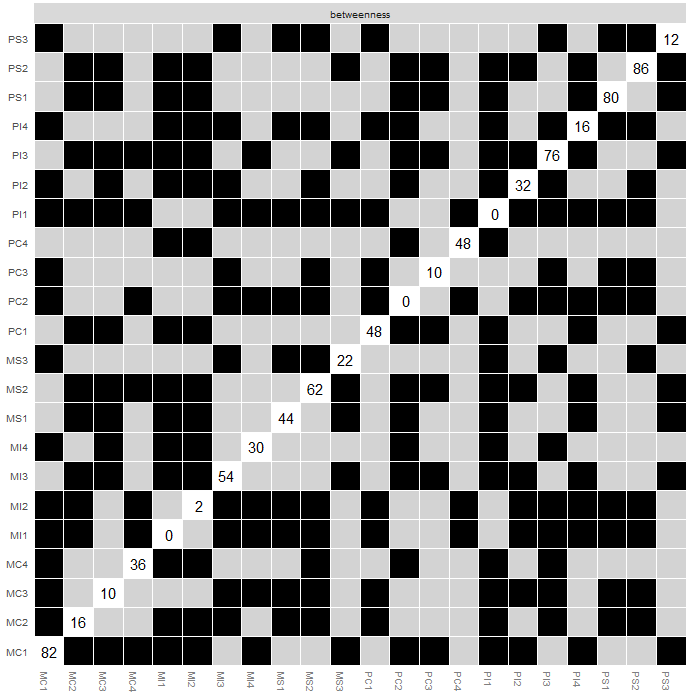 betweenness
PS3 12
PS2 86
PS1 80
PI4 16
PI3 76
PI2 32
PI1 0
PC4 48
PC3 10
PC2 0
PC1 48
MS3 22
MS2 62
MS1 44
MI4 30
MI3 54
MI2 2
MI1 0
MC4 36
MC3 10
MC2 16
MC1 82
MC1 MC2 MC3 MC4 MI1 MI2 MI3 MI4 MS1 MS2 MS3 PC1 PC2 PC3 PC4 PI1 PI2 PI3 PI4 PS1 PS2 PS3